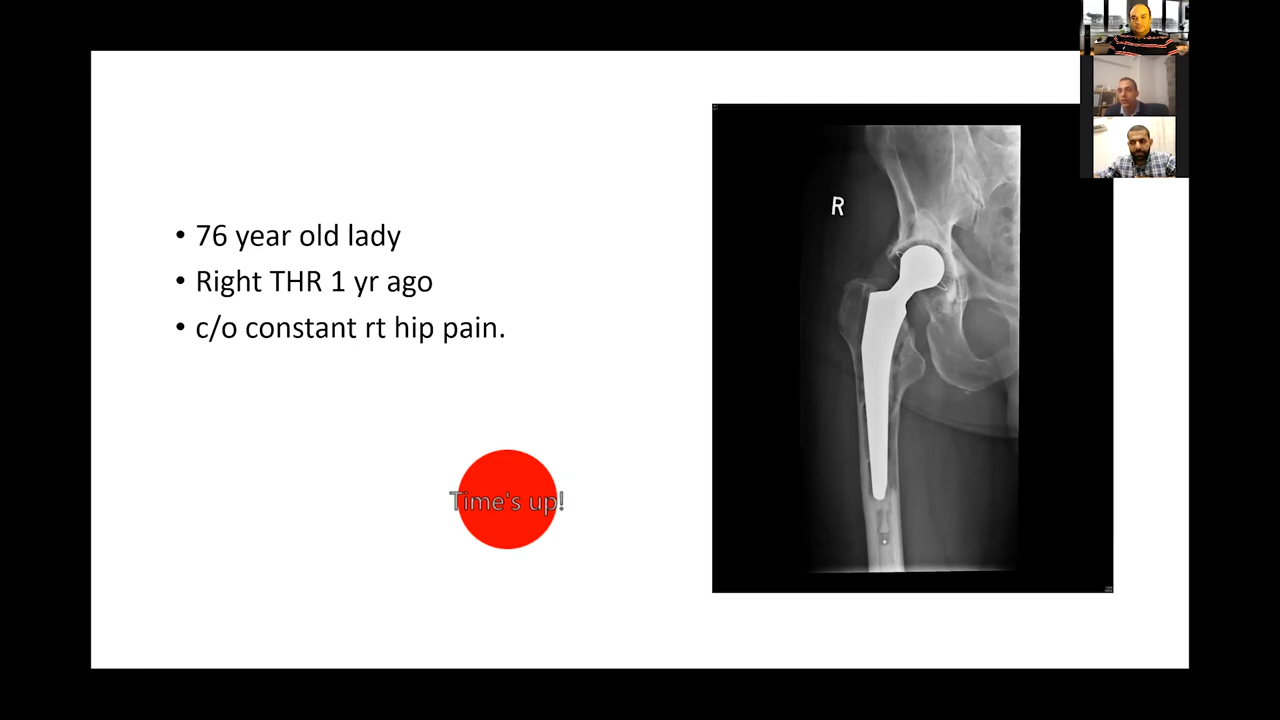 • 76 year old lady
• Right THR 1 yr ago
• c/o constant rt hip pain.
Time's up!
R